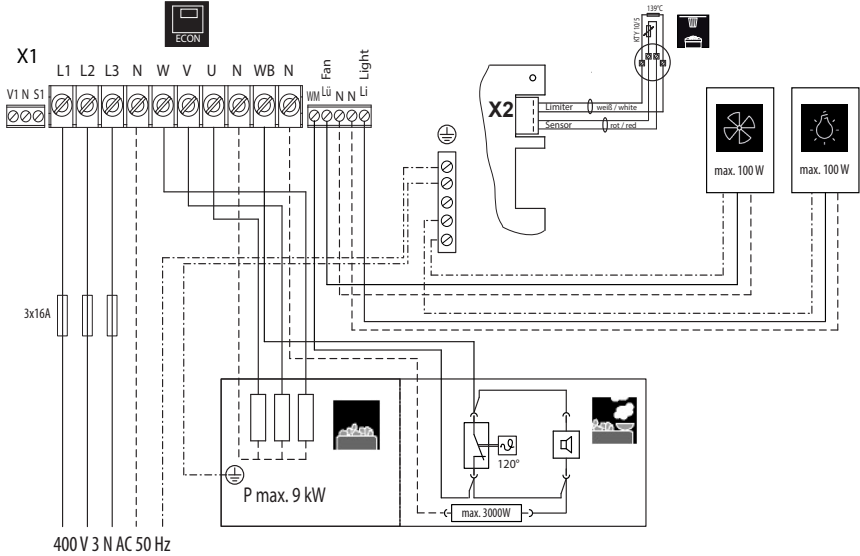 ECON
X1
V1 N S1
L1 L2 L3 N W V U N WB N
WM
Fan
Lü
N N
Light
Li
139°C
KTY 10/5
X2
Limiter
weiß / white
Sensor
rot / red
max. 100 W
max. 100 W
3x16A
120°
P max. 9 kW
max. 3000W
400 V 3 N AC 50 Hz